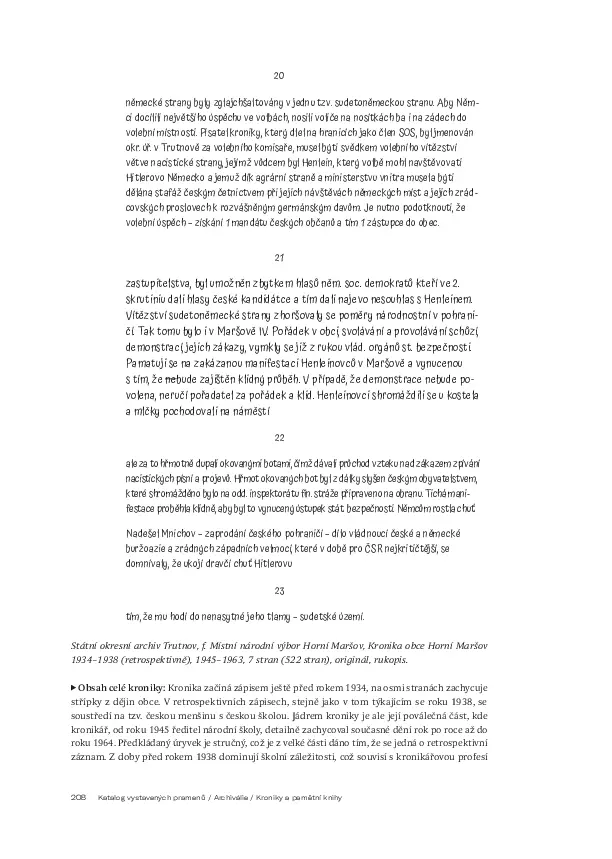 20
německé strany byly zglajchšaltovány v jednu tzv. sudetoněmeckou stranu. Aby Něm-
ci docílili největšího úspěchu ve volbách, nosili voliče na nosítkách ba i na zádech do
volební místnosti. Pisatel kroniky, který dlel na hranicích jako člen SOS, byl jmenován
okr. úř. v Trutnově za volebního komisaře, musel býti svědkem volebního vítězství
větve nacistické strany, jejímž vůdcem byl Henlein, který volbě mohl navštěvovati
Hitlerovo Německo a jemuž dík agrární straně a ministerstvu vnitra musela býti
dělána stafáž českým četnictvem při jejich návštěvách německých míst a jejich zrád-
covských proslovech k rozvášněným germánským davům. Je nutno podotknouti, že
volební úspěch – získání 1 mandátu českých občanů a tím 1 zástupce do obec.
21
zastupitelstva, byl umožněn zbytkem hlasů něm. soc. demokratů kteří ve 2.
skrutiniu dali hlasy české kandidátce a tím dali najevo nesouhlas s Henleinem.
Vítězství sudetoněmecké strany zhoršovaly se poměry národnostní v pohrani-
čí. Tak tomu bylo i v Maršově IV. Pořádek v obci, svolávání a provolávání schůzí,
demonstrací, jejich zákazy, vymkly se již z rukou vlád. orgánů st. bezpečnosti.
Pamatuji se na zakázanou manifestaci Henleinovců v Maršově a vynucenou
s tím, že nebude zajištěn klidný průběh. V případě, že demonstrace nebude po-
volena, neručí pořadatel za pořádek a klid. Henleinovci shromáždili se u kostela
a mlčky pochodovali na náměstí
22
ale za to hřmotně dupali okovanými botami, čímž dávali průchod vzteku nad zákazem zpívání
nacistických písní a projevů. Hřmot okovaných bot byl z dálky slyšen českým obyvatelstvem,
které shromážděno bylo na odd. inspektorátu fin. stráže připraveno na obranu. Tichá mani-
festace proběhla klidně, aby byl to vynucený ústupek stát. bezpečnosti. Němcům rostla chuť.
Nadešel Mnichov – zaprodání českého pohraničí – dílo vládnoucí české a německé
buržoazie a zrádných západních velmocí, které v době pro ČSR nejkritičtější, se
domnívaly, že ukojí dravčí chuť Hitlerovu
23
tím, že mu hodí do nenasytné jeho tlamy – sudetské území.
Státní okresní archiv Trutnov, f. Místní národní výbor Horní Maršov, Kronika obce Horní Maršov
1934–1938 (retrospektivně), 1945–1963, 7 stran (522 stran), originál, rukopis.
▶ Obsah celé kroniky: Kronika začíná zápisem ještě před rokem 1934, na osmi stranách zachycuje
střípky z dějin obce. V retrospektivních zápisech, stejně jako v tom týkajícím se roku 1938, se
soustředí na tzv. českou menšinu s českou školou. Jádrem kroniky je ale její poválečná část, kde
kronikář, od roku 1945 ředitel národní školy, detailně zachycoval současné dění rok po roce až do
roku 1964. Předkládaný úryvek je stručný, což je z velké části dáno tím, že se jedná o retrospektivní
záznam. Z doby před rokem 1938 dominují školní záležitosti, což souvisí s kronikářovou profesí
208 Katalog vystavených pramenů / Archiválie / Kroniky a pamětní knihy